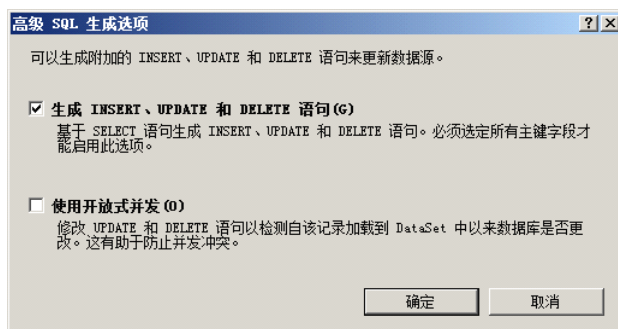 高级 SQL 生成选项
可以生成附加的 INSERT、UPDATE 和 DELETE 语句来更新数据源。
生成 INSERT、UPDATE 和 DELETE 语句(G)
基于 SELECT 语句生成 INSERT、UPDATE 和 DELETE 语句。必须选定所有主键字段才
能启用此选项。
使用开放式并发(O)
修改 UPDATE 和 DELETE 语句以检测自该记录加载到 DataSet 中以来数据库是否更
改。这有助于防止并发冲突。
确定
取消